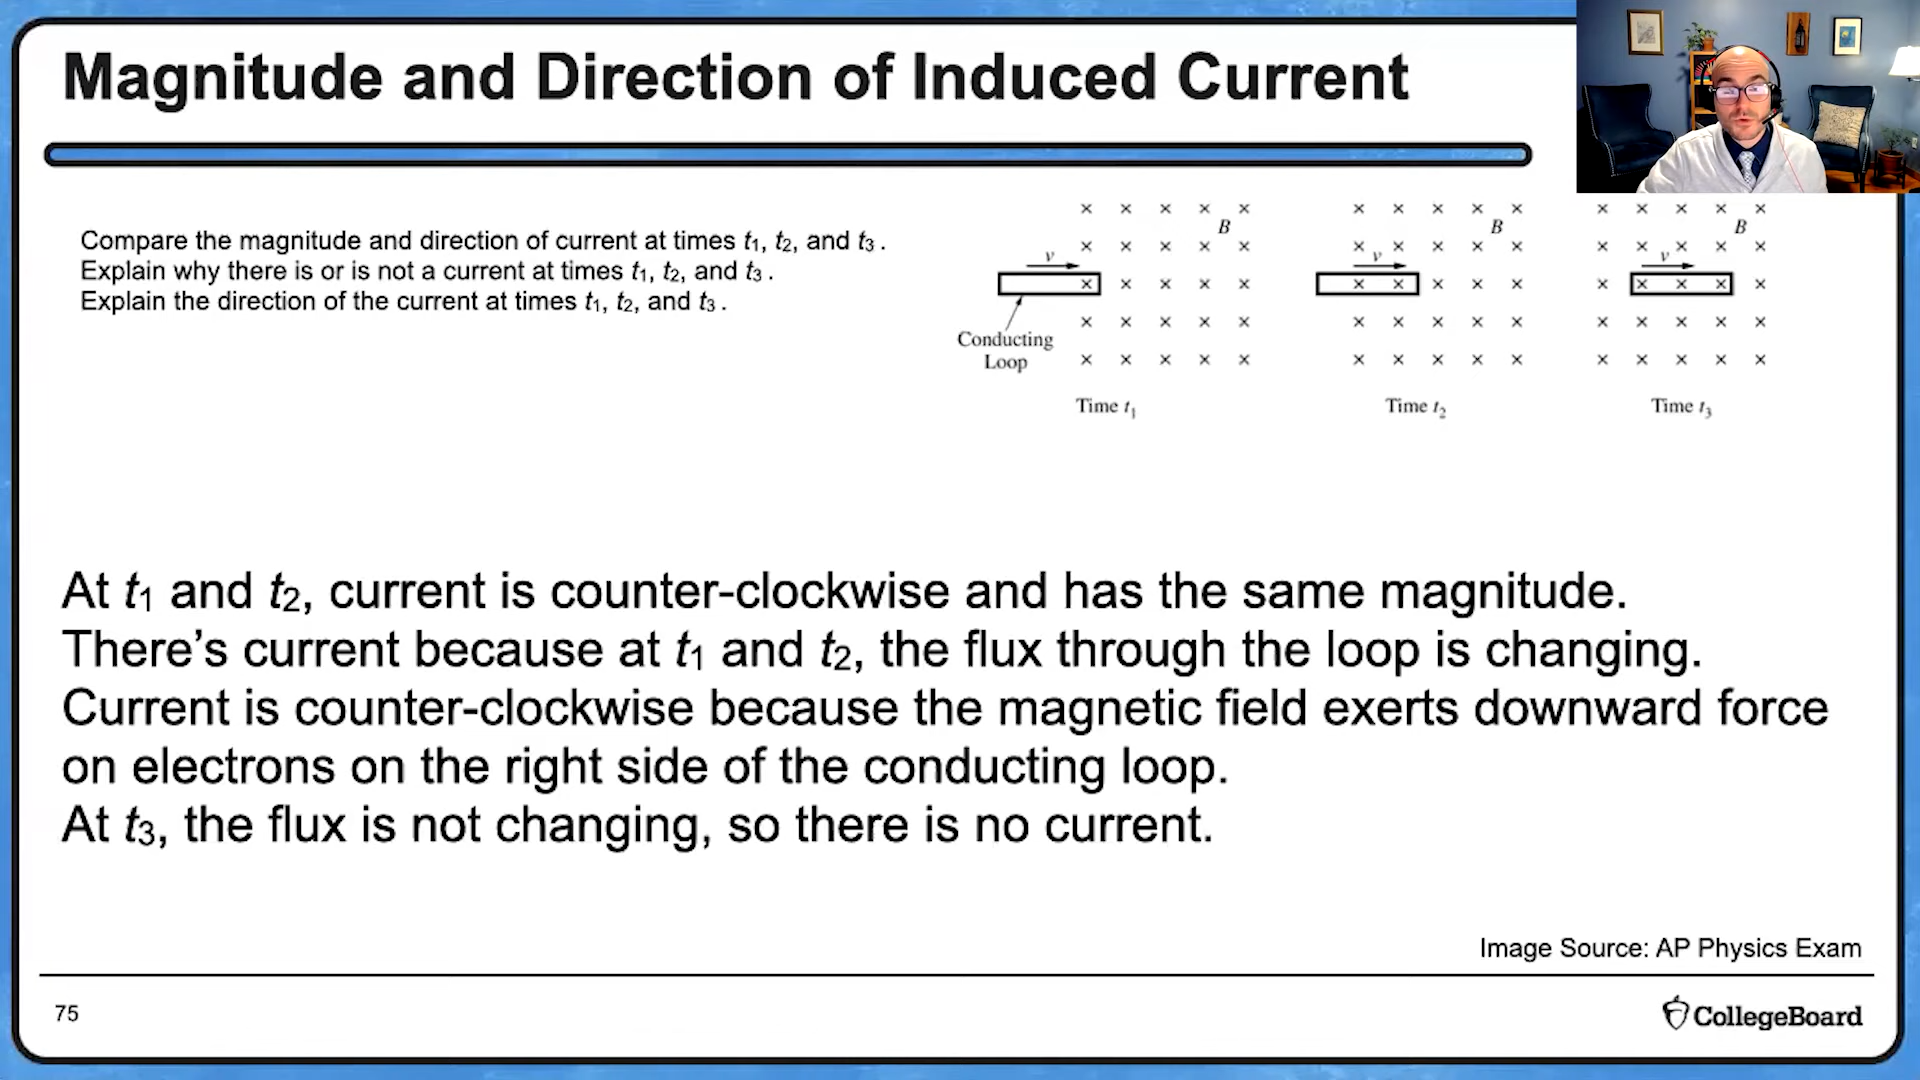 Magnitude and Direction of Induced Current
Compare the magnitude and direction of current at times t₁, t₂, and t₃ .
Explain why there is or is not a current at times t₁, t₂, and t₃ .
Explain the direction of the current at times t₁, t₂, and t₃ .
B
v
Conducting
Loop
Time t₁
B
v
Time t₂
B
v
Time t₃
At t₁ and t₂, current is counter-clockwise and has the same magnitude.
There’s current because at t₁ and t₂, the flux through the loop is changing.
Current is counter-clockwise because the magnetic field exerts downward force
on electrons on the right side of the conducting loop.
At t₃, the flux is not changing, so there is no current.
Image Source: AP Physics Exam
75
CollegeBoard